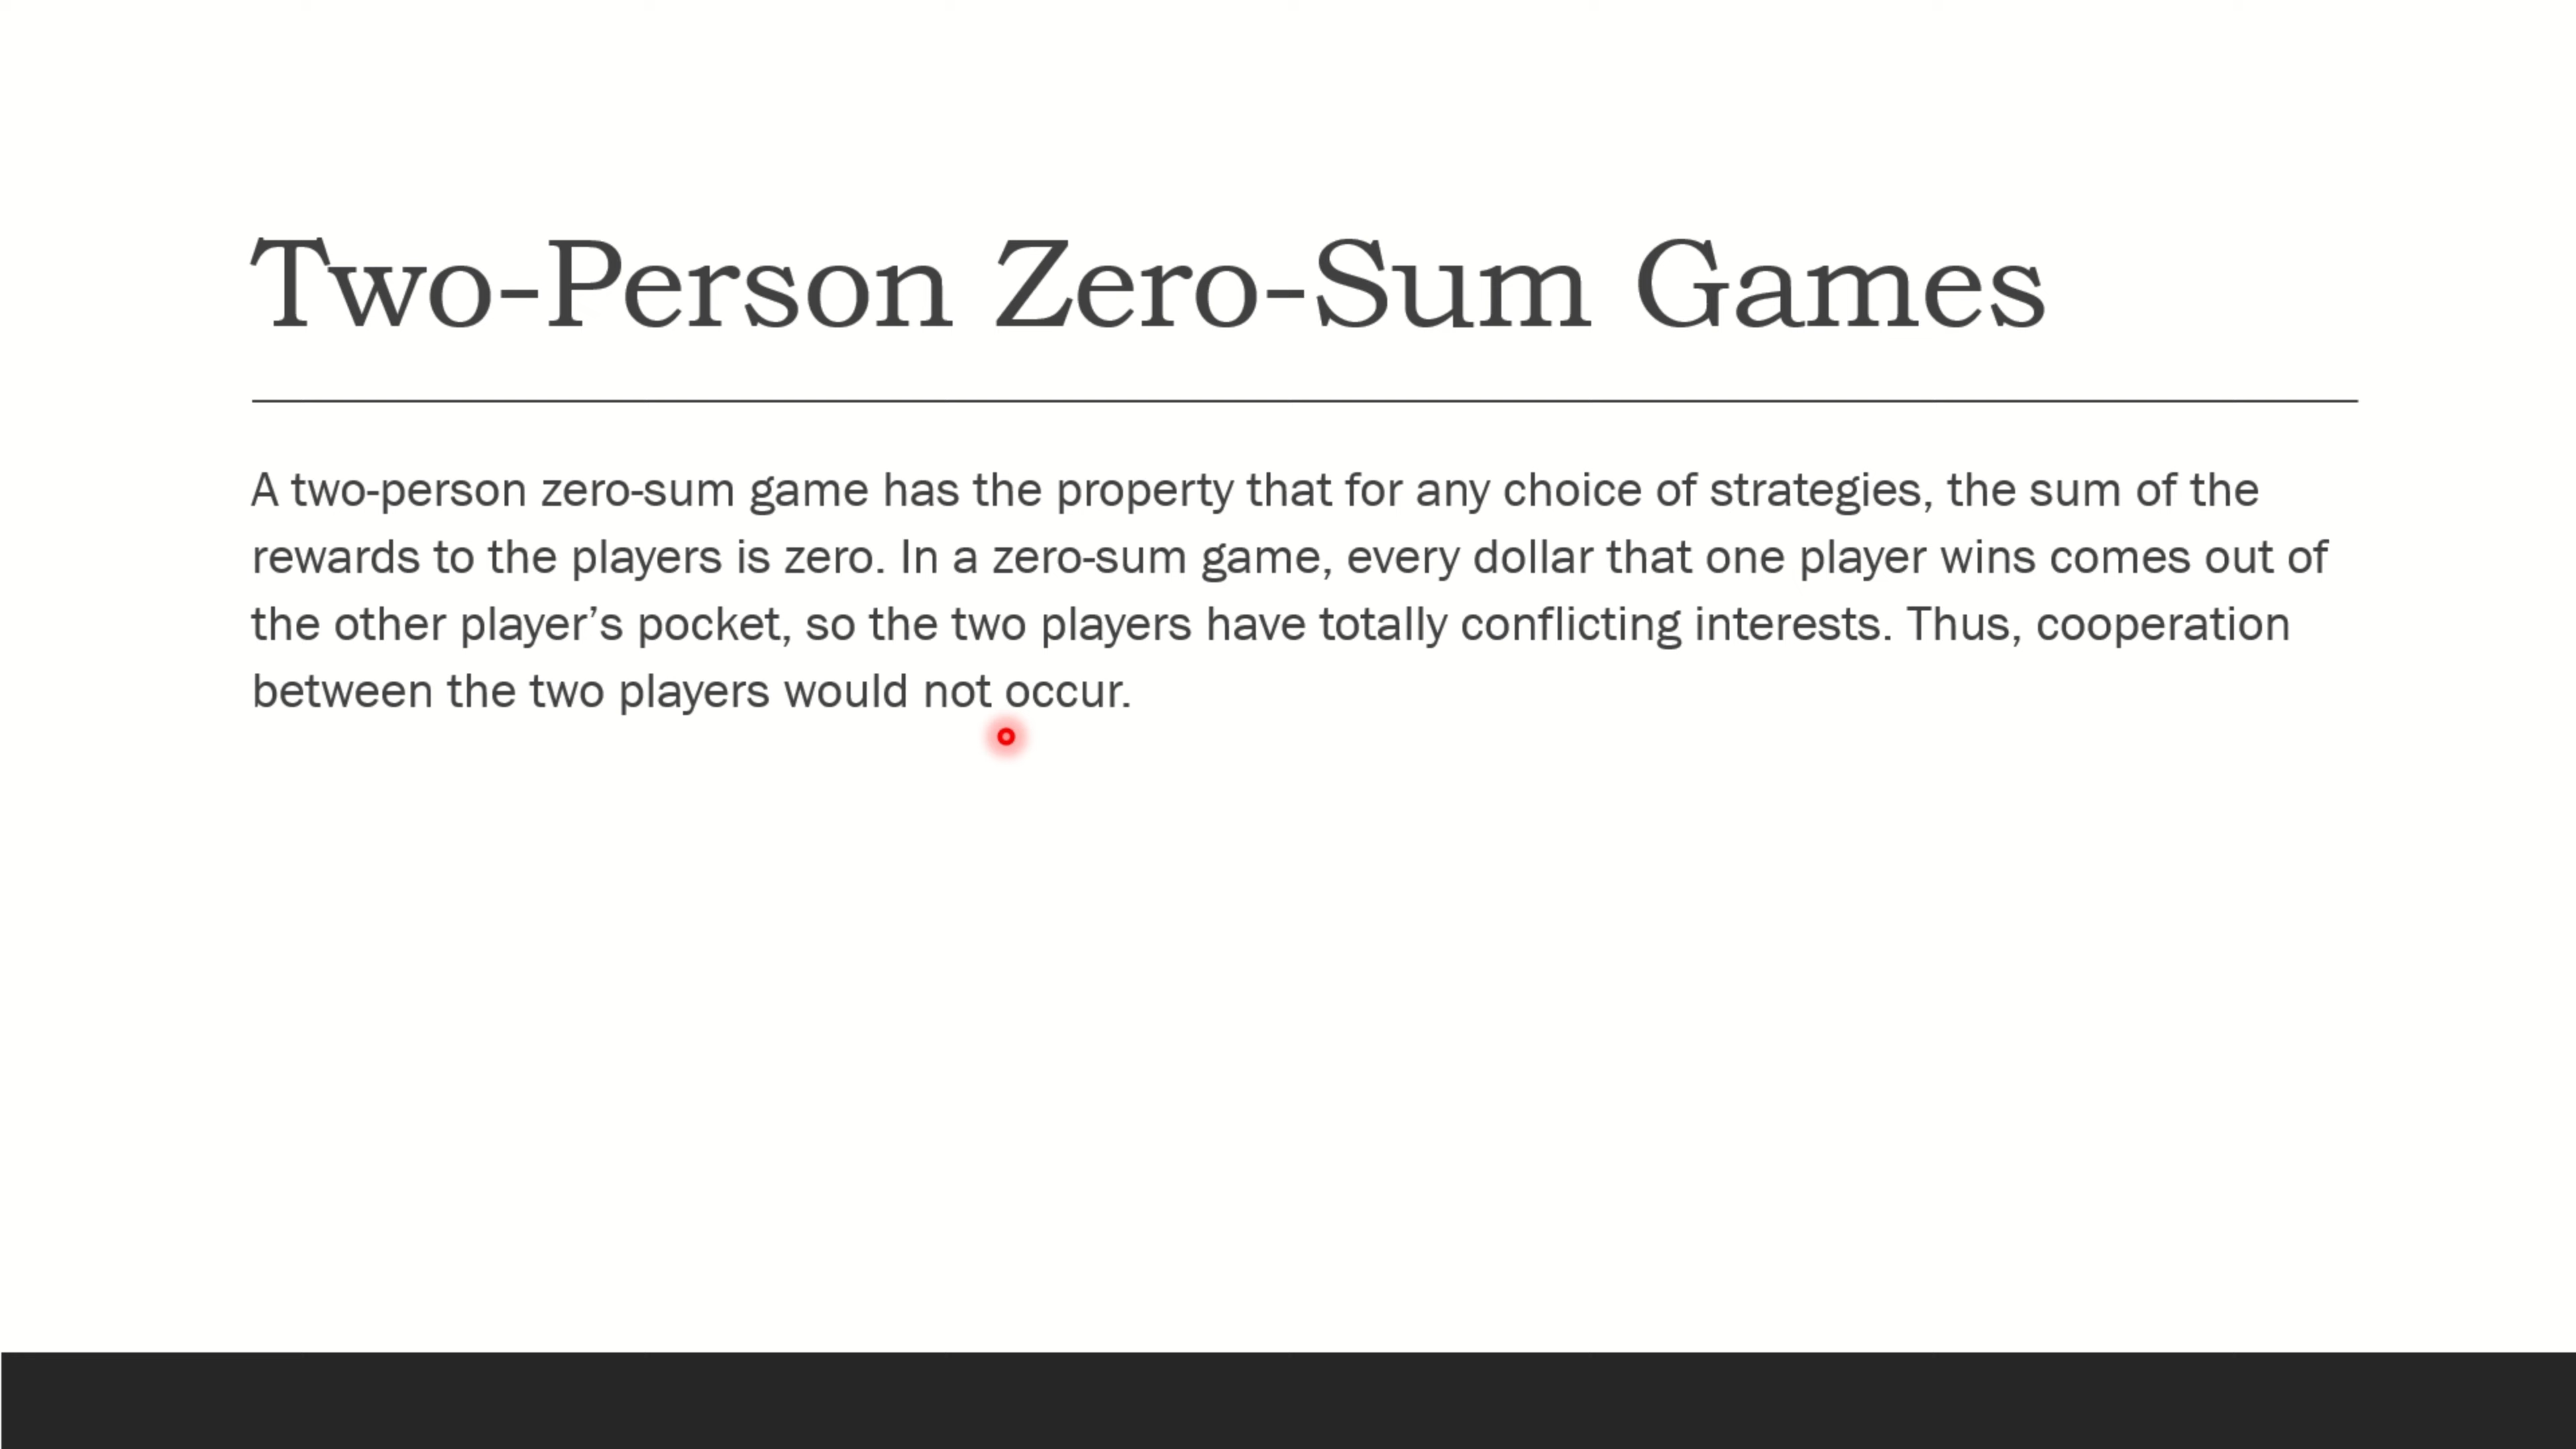 Two-Person Zero-Sum Games
A two-person zero-sum game has the property that for any choice of strategies, the sum of the
rewards to the players is zero. In a zero-sum game, every dollar that one player wins comes out of
the other player’s pocket, so the two players have totally conflicting interests. Thus, cooperation
between the two players would not occur.